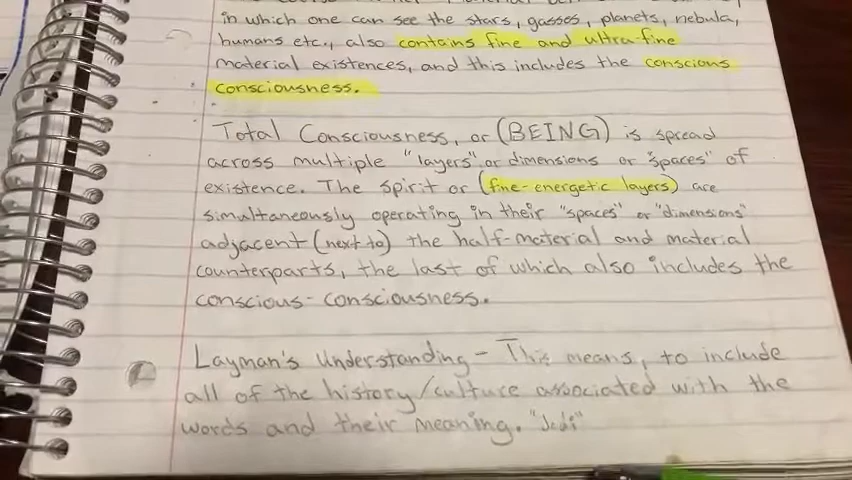 in which one can see the stars, gasses, planets, nebula,
humans etc., also contains fine and ultra-fine
material existences, and this includes the conscious
consciousness.
Total Consciousness, or (BEING) is spread
across multiple "layers", or dimensions or "spaces" of
existence. The spirit or (fine-energetic layers) are
simultaneously operating in their "spaces" or "dimensions"
adjacent (next to) the half-material and material
counterparts, the last of which also includes the
conscious-consciousness.
Layman's Understanding - This means, to include
all of the history/culture associated with the
words and their meaning. "Jedi"